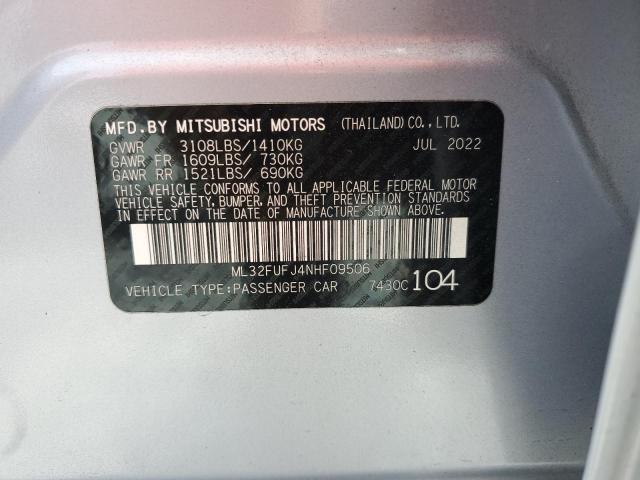 MFD.BY MITSUBISHI MOTORS (THAILAND)CO.,LTD.
GVWR 3108LBS/1410KG JUL 2022
GAWR FR 1609LBS/ 730KG
GAWR RR 1521LBS/ 690KG
THIS VEHICLE CONFORMS TO ALL APPLICABLE FEDERAL MOTOR
VEHICLE SAFETY, BUMPER, AND THEFT PREVENTION STANDARDS
IN EFFECT ON THE DATE OF MANUFACTURE SHOWN ABOVE.
ML32FUFJ4NHF09506
VEHICLE TYPE:PASSENGER CAR 7430C 104